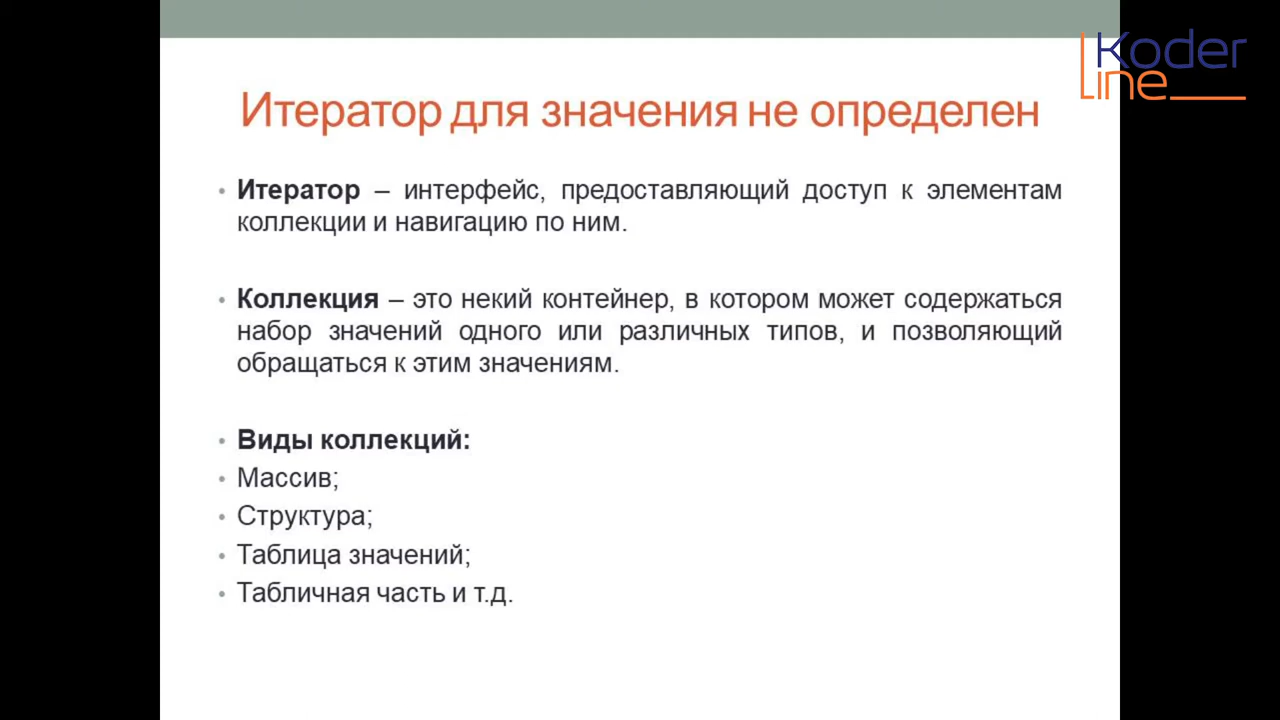 Koder
line
Итератор для значения не определен
• Итератор – интерфейс, предоставляющий доступ к элементам
коллекции и навигацию по ним.
• Коллекция – это некий контейнер, в котором может содержаться
набор значений одного или различных типов, и позволяющий
обращаться к этим значениям.
• Виды коллекций:
• Массив;
• Структура;
• Таблица значений;
• Табличная часть и т.д.